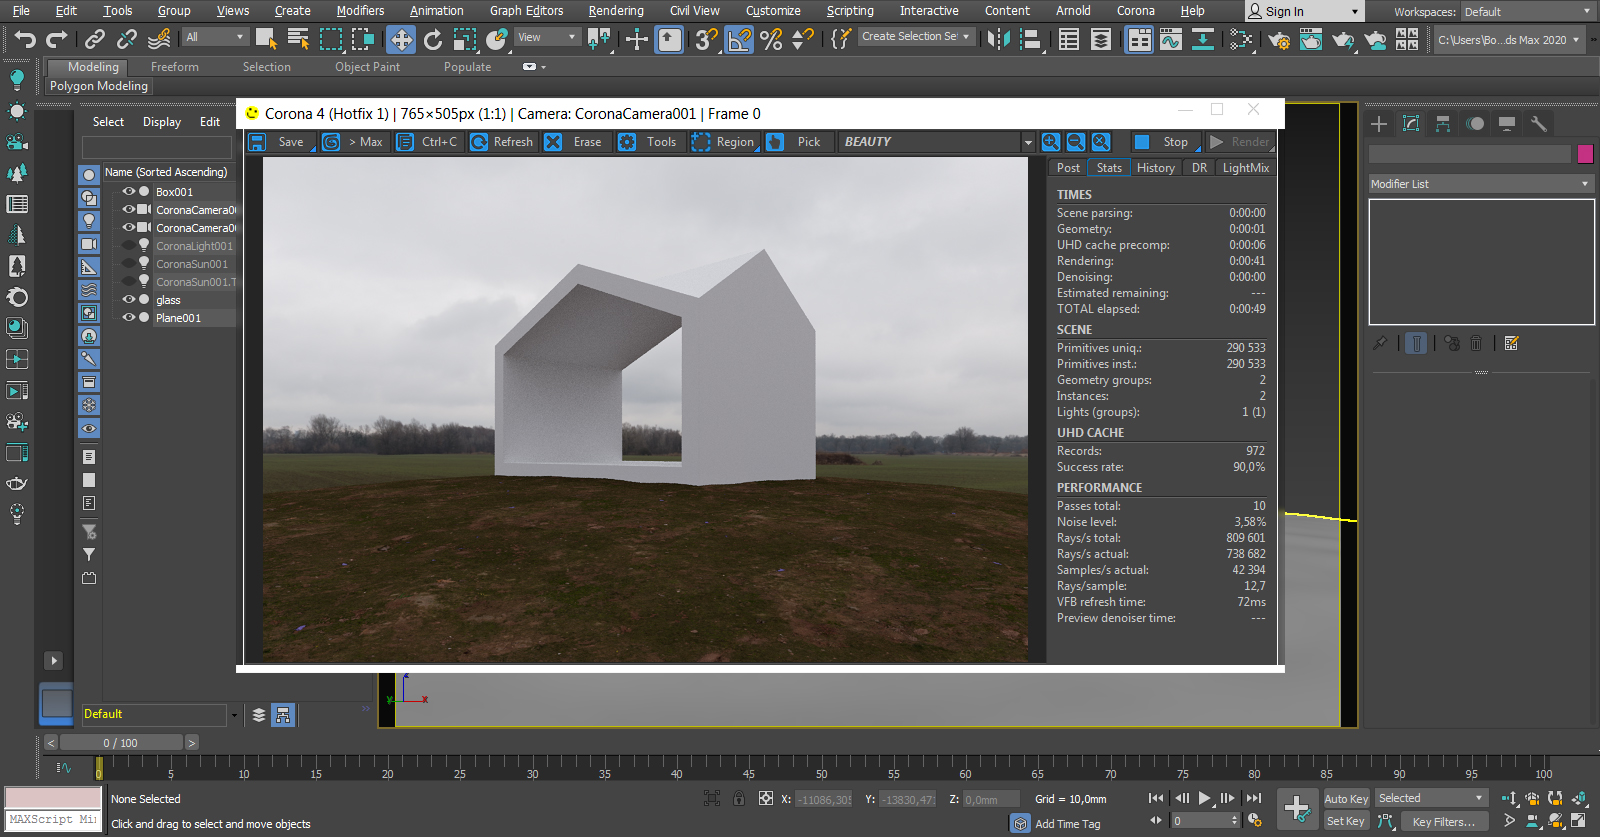 File Edit Tools Group Views Create Modifiers Animation Graph Editors Rendering Civil View Customize Scripting Interactive Content Arnold Corona Help Sign In Workspaces: Default
All View Create Selection Se C:\Users\Bo...ds Max 2020
Modeling Freeform Selection Object Paint Populate
Polygon Modeling
Select Display Edit
Name (Sorted Ascending)
Box001
CoronaCamera00
CoronaCamera00
CoronaLight001
CoronaSun001
CoronaSun001.T
glass
Plane001
Default
Corona 4 (Hotfix 1) | 765×505px (1:1) | Camera: CoronaCamera001 | Frame 0
Save > Max Ctrl+C Refresh Erase Tools Region Pick BEAUTY Stop Render
Post Stats History DR LightMix
TIMES
Scene parsing: 0:00:00
Geometry: 0:00:01
UHD cache precomp: 0:00:06
Rendering: 0:00:41
Denoising: 0:00:00
Estimated remaining: ---
TOTAL elapsed: 0:00:49
SCENE
Primitives uniq.: 290 533
Primitives inst.: 290 533
Geometry groups: 2
Instances: 2
Lights (groups): 1 (1)
UHD CACHE
Records: 972
Success rate: 90,0%
PERFORMANCE
Passes total: 10
Noise level: 3,58%
Rays/s total: 809 601
Rays/s actual: 738 682
Samples/s actual: 42 394
Rays/sample: 12,7
VFB refresh time: 72ms
Preview denoiser time: ---
Modifier List
z
y x
< 0 / 100 >
0 5 10 15 20 25 30 35 40 45 50 55 60 65 70 75 80 85 90 95 100
None Selected X: -11086,305 Y: -13830,47 Z: 0,0mm Grid = 10,0mm Auto Key Selected
MAXScript Mi Click and drag to select and move objects Add Time Tag 0 Set Key Key Filters...